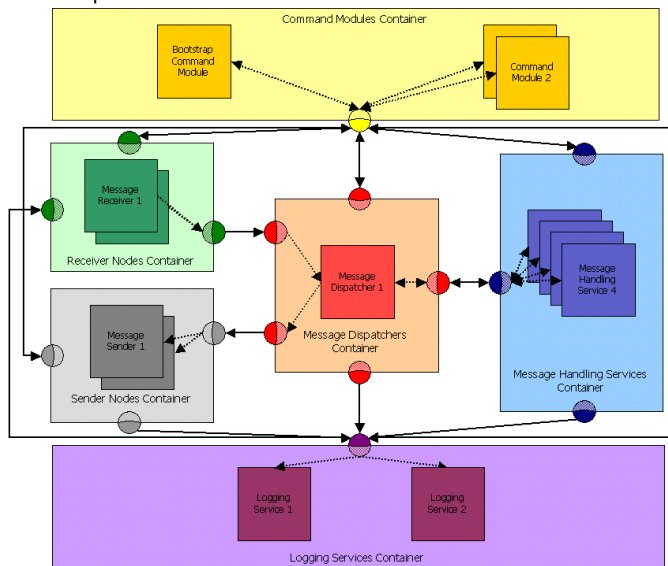 Command Modules Container
Bootstrap
Command
Module
Command
Module 2
Message
Receiver 1
Receiver Nodes Container
Message
Dispatcher 1
Message Dispatchers
Container
Message
Handling
Service 4
Message Handling Services
Container
Message
Sender 1
Sender Nodes Container
Logging
Service 1
Logging
Service 2
Logging Services Container